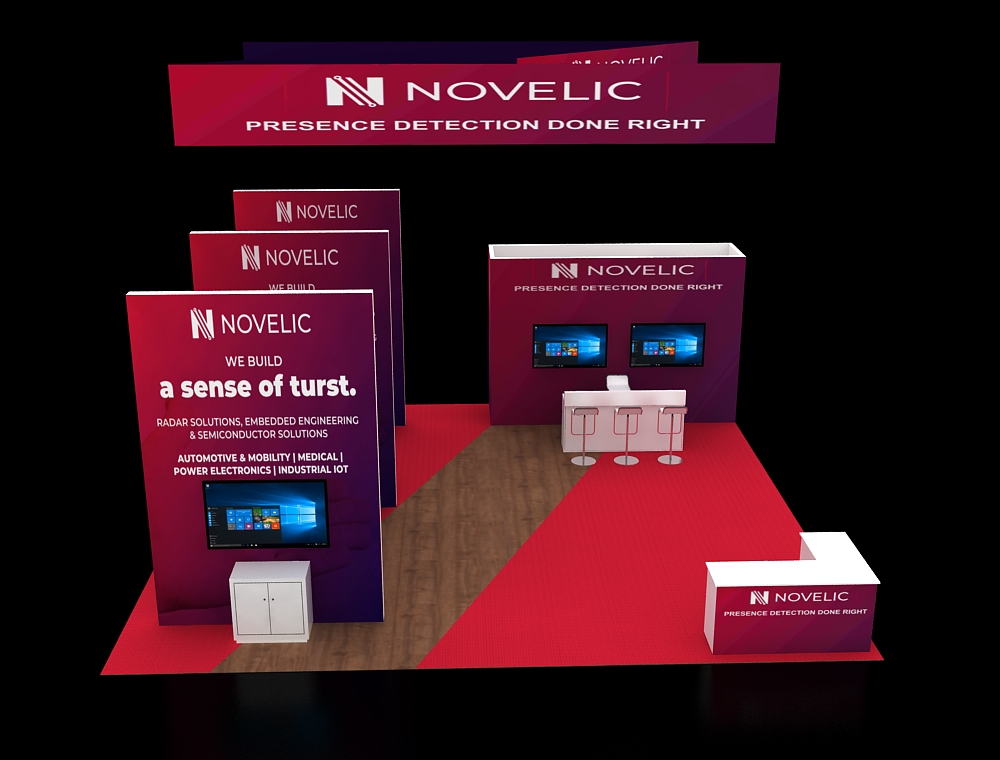 NOVELIC
NOVELIC
PRESENCE DETECTION DONE RIGHT
NOVELIC
NOVELIC
WE BUILD
NOVELIC
WE BUILD
a sense of turst.
RADAR SOLUTIONS, EMBEDDED ENGINEERING
& SEMICONDUCTOR SOLUTIONS
AUTOMOTIVE & MOBILITY | MEDICAL |
POWER ELECTRONICS | INDUSTRIAL IOT
NOVELIC
PRESENCE DETECTION DONE RIGHT
NOVELIC
PRESENCE DETECTION DONE RIGHT